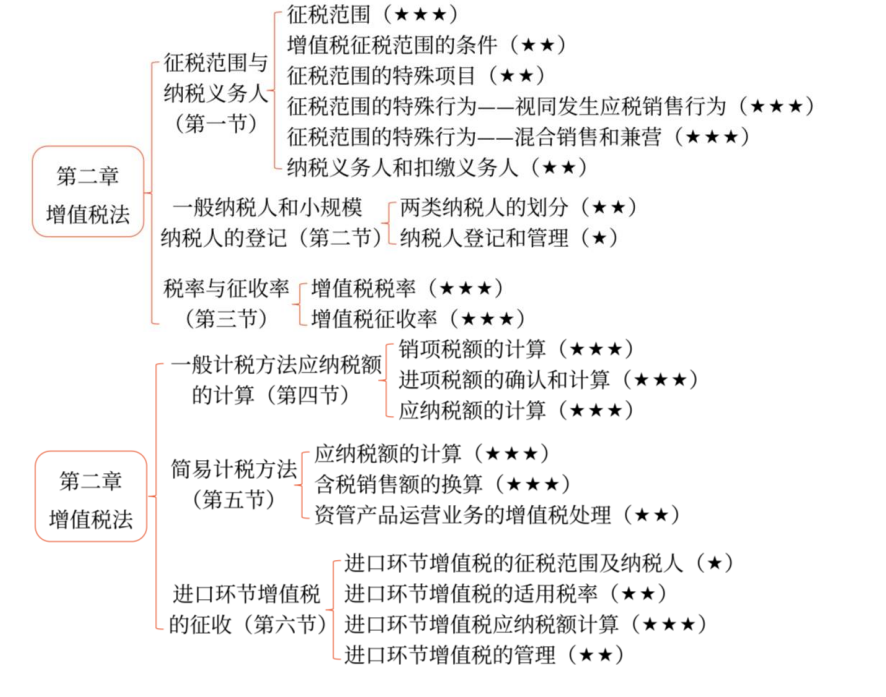 第二章
增值税法
征税范围与
纳税义务人
（第一节）
征税范围（★★★）
增值税征税范围的条件（★★）
征税范围的特殊项目（★★）
征税范围的特殊行为——视同发生应税销售行为（★★★）
征税范围的特殊行为——混合销售和兼营（★★★）
纳税义务人和扣缴义务人（★★）
一般纳税人和小规模
纳税人的登记（第二节）
两类纳税人的划分（★★）
纳税人登记和管理（★）
税率与征收率
（第三节）
增值税税率（★★★）
增值税征收率（★★★）
第二章
增值税法
一般计税方法应纳税额
的计算（第四节）
销项税额的计算（★★★）
进项税额的确认和计算（★★★）
应纳税额的计算（★★★）
简易计税方法
（第五节）
应纳税额的计算（★★★）
含税销售额的换算（★★★）
资管产品运营业务的增值税处理（★★）
进口环节增值税
的征收（第六节）
进口环节增值税的征税范围及纳税人（★）
进口环节增值税的适用税率（★★）
进口环节增值税应纳税额计算（★★★）
进口环节增值税的管理（★★）